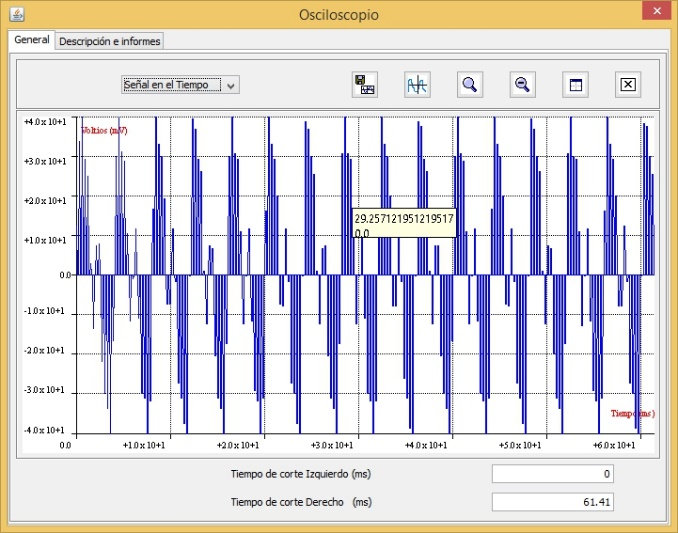 Osciloscopio
General
Descripción e informes
Señal en el Tiempo
+4.0 x 10+1
Voltios (mV)
+3.0 x 10+1
+2.0 x 10+1
29.257121951219517
0.0
+1.0 x 10+1
0.0
-1.0 x 10+1
-2.0 x 10+1
-3.0 x 10+1
Tiempo (ms)
-4.0 x 10+1
0.0 +1.0 x 10+1 +2.0 x 10+1 +3.0 x 10+1 +4.0 x 10+1 +5.0 x 10+1 +6.0 x 10+1
Tiempo de corte Izquierdo (ms) 0
Tiempo de corte Derecho (ms) 61.41